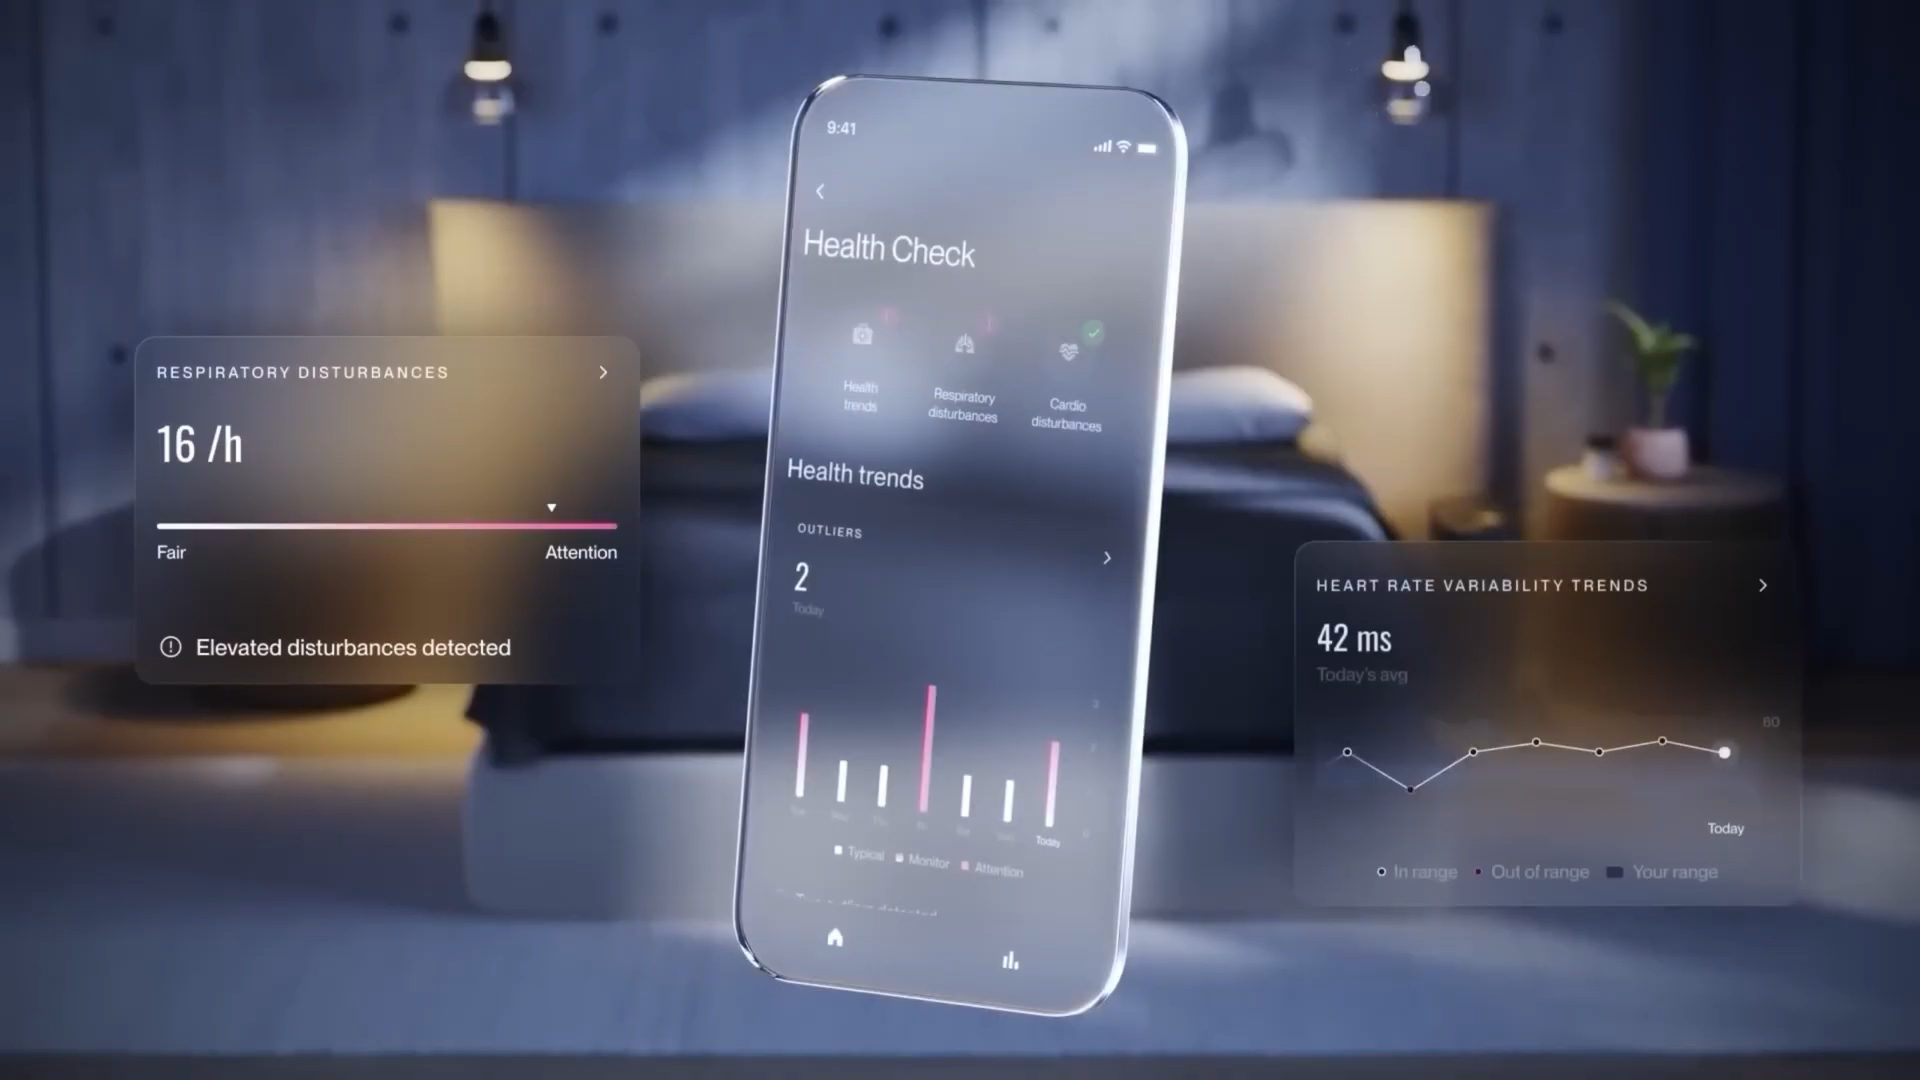 9:41
Health Check
Health
trends
Respiratory
disturbances
Cardio
disturbances
Health trends
OUTLIERS
2
Today
3
Today
Typical
Monitor
Attention
RESPIRATORY DISTURBANCES
16 /h
Fair
Attention
Elevated disturbances detected
HEART RATE VARIABILITY TRENDS
42 ms
Today's avg
60
Today
In range
Out of range
Your range